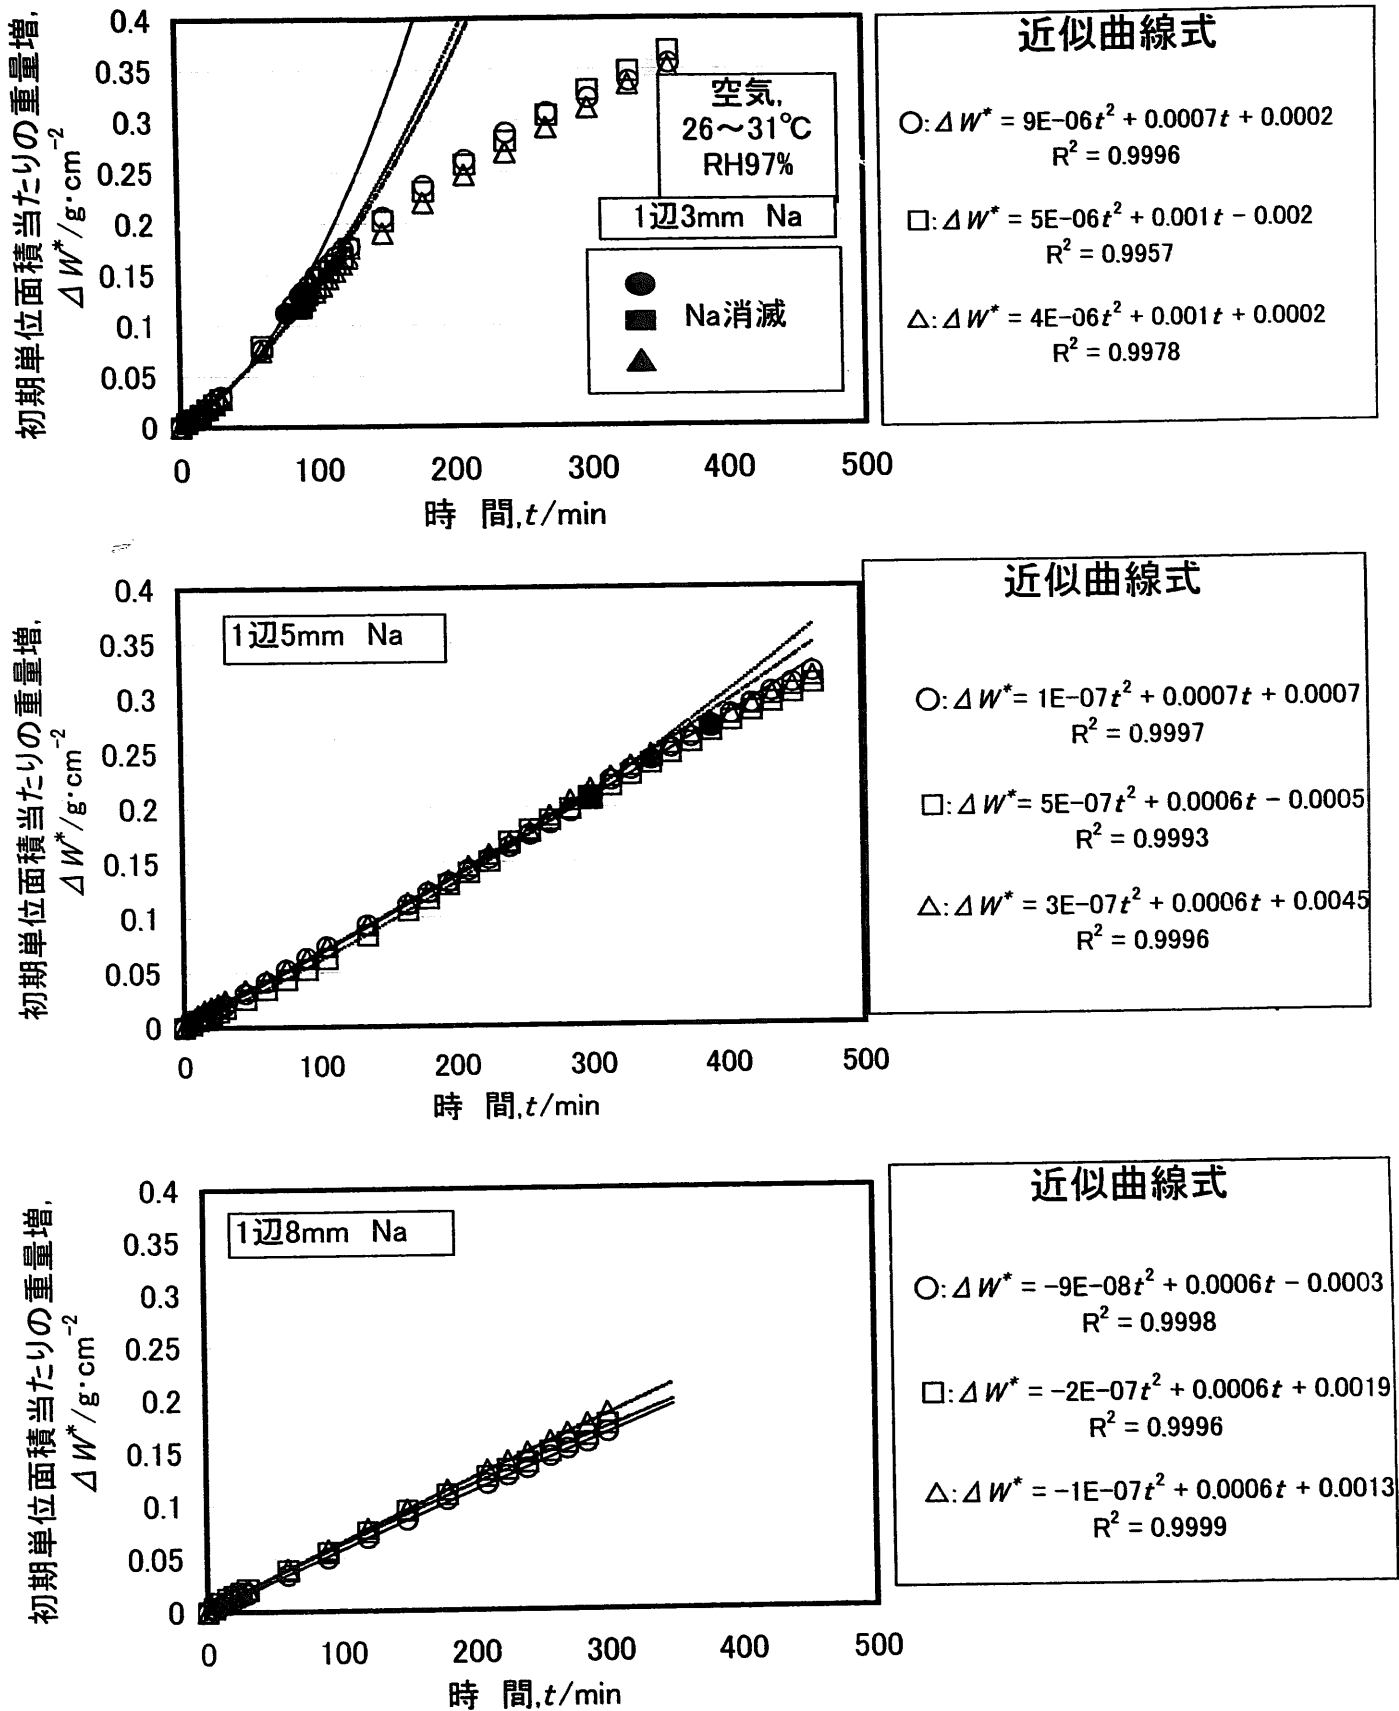 初期単位面積当たりの重量増,
ΔW*/g·cm⁻²
0.4
0.35
0.3
0.25
0.2
0.15
0.1
0.05
0
0 100 200 300 400 500
時 間,t/min
空気,
26～31℃
RH97%
1辺3mm Na
Na消滅
近似曲線式
○:ΔW* = 9E-06t² + 0.0007t + 0.0002
R² = 0.9996
□:ΔW* = 5E-06t² + 0.001t - 0.002
R² = 0.9957
△:ΔW* = 4E-06t² + 0.001t + 0.0002
R² = 0.9978
初期単位面積当たりの重量増,
ΔW*/g·cm⁻²
0.4
0.35
0.3
0.25
0.2
0.15
0.1
0.05
0
0 100 200 300 400 500
時 間,t/min
1辺5mm Na
近似曲線式
○:ΔW* = 1E-07t² + 0.0007t + 0.0007
R² = 0.9997
□:ΔW* = 5E-07t² + 0.0006t - 0.0005
R² = 0.9993
△:ΔW* = 3E-07t² + 0.0006t + 0.0045
R² = 0.9996
初期単位面積当たりの重量増,
ΔW*/g·cm⁻²
0.4
0.35
0.3
0.25
0.2
0.15
0.1
0.05
0
0 100 200 300 400 500
時 間,t/min
1辺8mm Na
近似曲線式
○:ΔW* = -9E-08t² + 0.0006t - 0.0003
R² = 0.9998
□:ΔW* = -2E-07t² + 0.0006t + 0.0019
R² = 0.9996
△:ΔW* = -1E-07t² + 0.0006t + 0.0013
R² = 0.9999